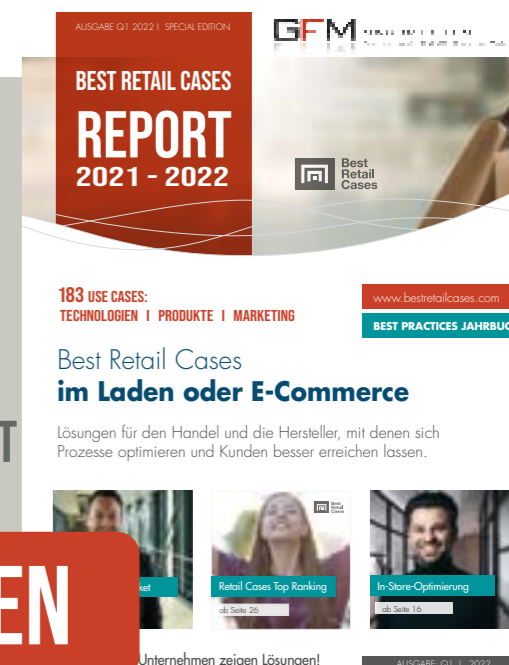 AUSGABE Q1 2022 I SPECIAL EDITION
GFM
BEST RETAIL CASES
REPORT
2021 - 2022
Best
Retail
Cases
183 USE CASES:
TECHNOLOGIEN I PRODUKTE I MARKETING
www.bestretailcases.com
BEST PRACTICES JAHRBUC
Best Retail Cases
im Laden oder E-Commerce
Lösungen für den Handel und die Hersteller, mit denen sich
Prozesse optimieren und Kunden besser erreichen lassen.
T
Best
Retail
Cases
ket
Retail Cases Top Ranking
In-Store-Optimierung
ab Seite 26
ab Seite 16
EN
Unternehmen zeigen Lösungen!
AUSGABE: Q1 I 2022